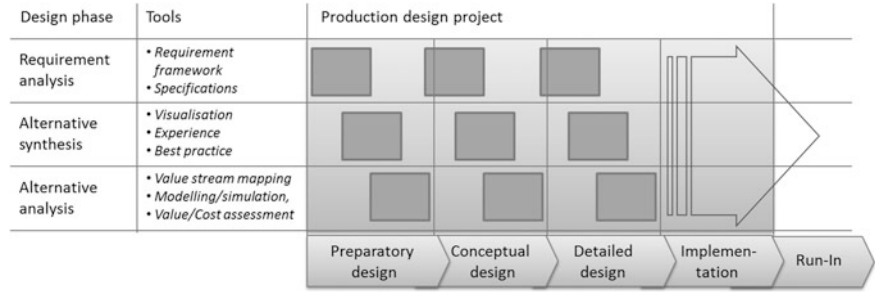 Design phase
Tools
Production design project
Requirement
analysis
• Requirement
framework
• Specifications
Alternative
synthesis
• Visualisation
• Experience
• Best practice
Alternative
analysis
• Value stream mapping
• Modelling/simulation,
• Value/Cost assessment
Preparatory
design
Conceptual
design
Detailed
design
Implemen-
tation
Run-In